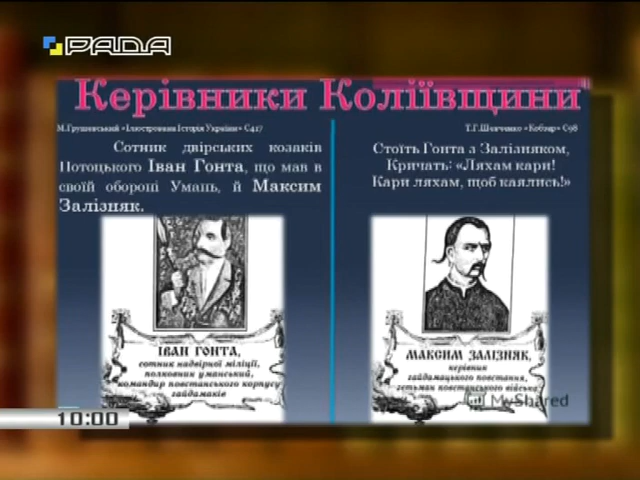 РАДА
Керівники Коліївщини
М.Грушевський «Ілюстрована Історія України» С417
Сотник двірських козаків
Потоцького Іван Гонта, що мав в
своїй обороні Умань, й Максим
Залізняк.
Т.Г.Шевченко «Кобзар» С98
Стоїть Гонта з Залізняком,
Кричать: «Ляхам кари!
Кари ляхам, щоб каялись!»
ІВАН ГОНТА,
сотник надвірної міліції,
полковник уманський,
командир повстанського корпусу
гайдамаків
МАКСИМ ЗАЛІЗНЯК,
керівник
гайдамацького повстання,
гетьман повстанського війська
MyShared
10:00